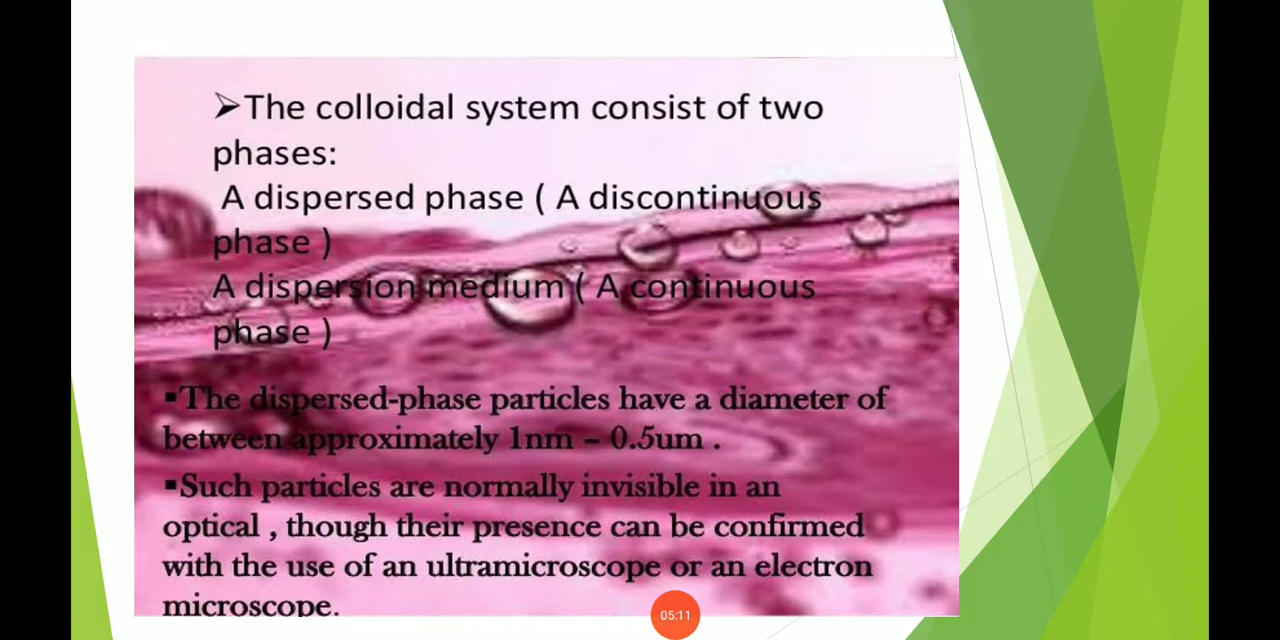 ➢The colloidal system consist of two
phases:
A dispersed phase ( A discontinuous
phase )
A dispersion medium ( A continuous
phase )
▪The dispersed-phase particles have a diameter of
between approximately 1nm – 0.5um .
▪Such particles are normally invisible in an
optical , though their presence can be confirmed
with the use of an ultramicroscope or an electron
microscope.
05:11